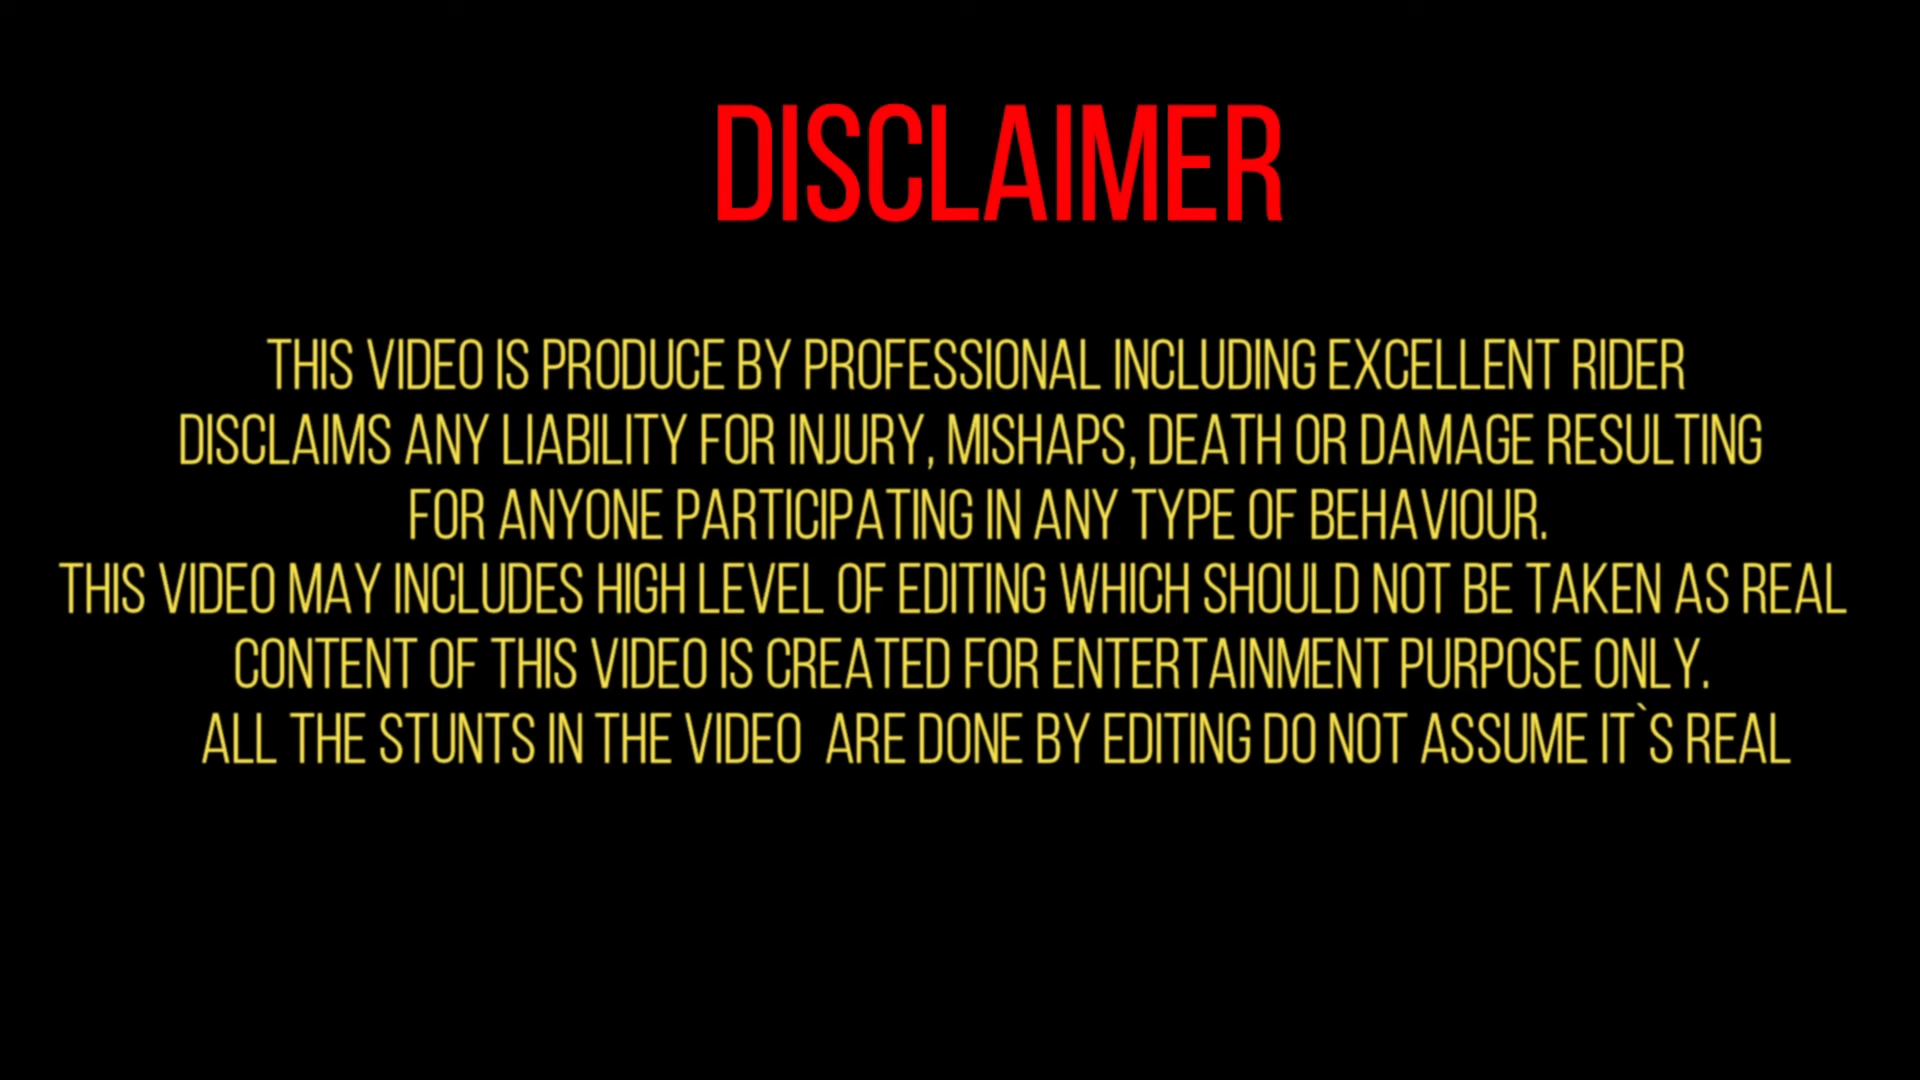 DISCLAIMER
THIS VIDEO IS PRODUCE BY PROFESSIONAL INCLUDING EXCELLENT RIDER
DISCLAIMS ANY LIABILITY FOR INJURY, MISHAPS, DEATH OR DAMAGE RESULTING
FOR ANYONE PARTICIPATING IN ANY TYPE OF BEHAVIOUR.
THIS VIDEO MAY INCLUDES HIGH LEVEL OF EDITING WHICH SHOULD NOT BE TAKEN AS REAL
CONTENT OF THIS VIDEO IS CREATED FOR ENTERTAINMENT PURPOSE ONLY.
ALL THE STUNTS IN THE VIDEO  ARE DONE BY EDITING DO NOT ASSUME IT`S REAL